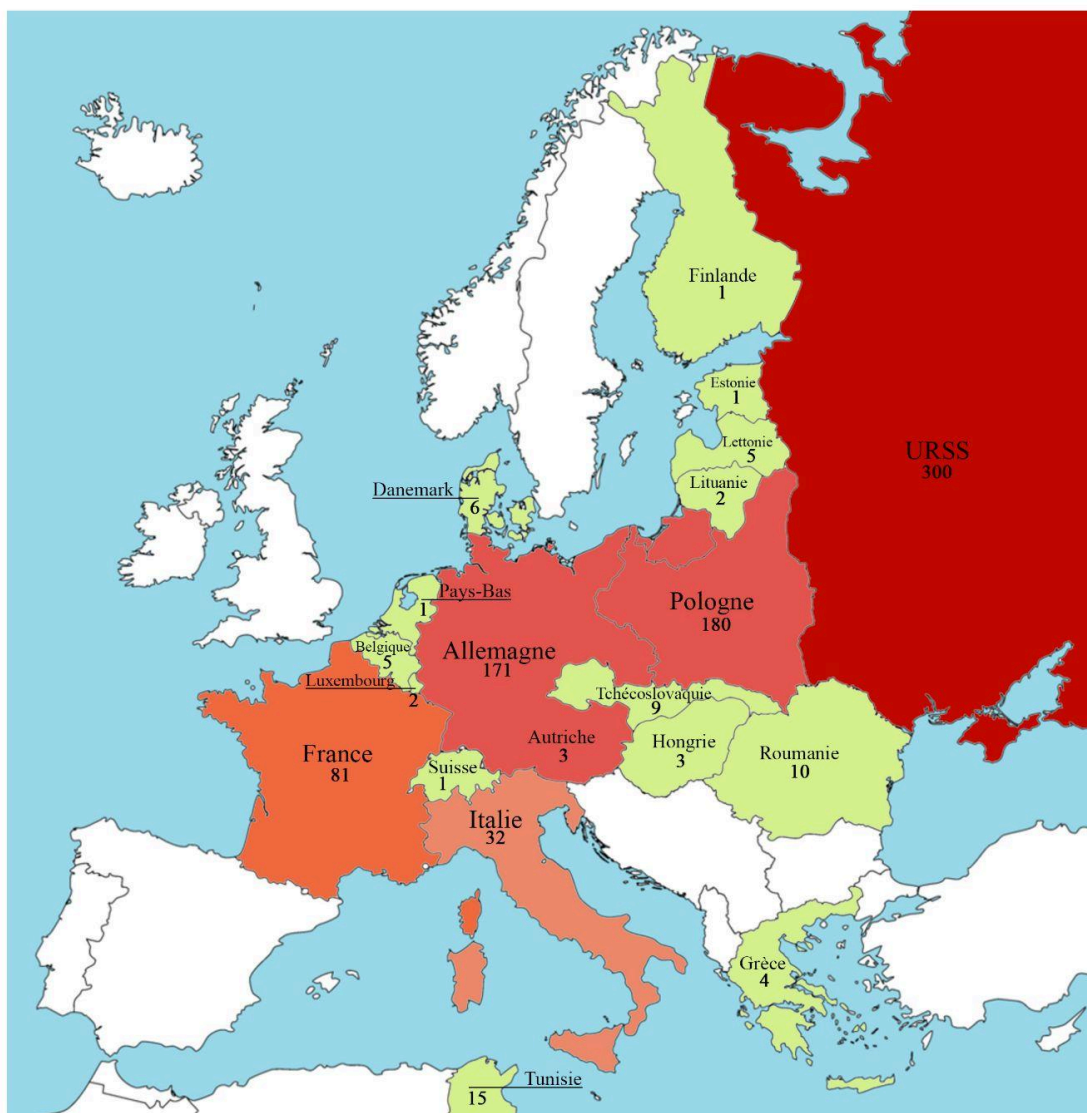 Finlande
1
Estonie
1
Lettonie
5
URSS
300
Lituanie
2
Danemark
6
Pays-Bas
1
Pologne
180
Belgique
5
Allemagne
171
Luxembourg
2
Tchécoslovaquie
9
Autriche
3
Hongrie
3
Roumanie
10
France
81
Suisse
1
Italie
32
Grèce
4
Tunisie
15